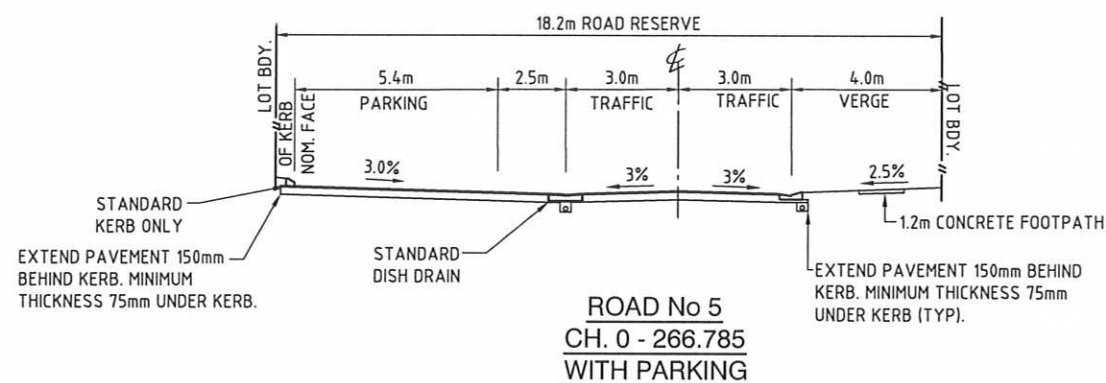 18.2m ROAD RESERVE
LOT BDY.
OF KERB
NOM. FACE
5.4m
PARKING
2.5m
3.0m
TRAFFIC
3.0m
TRAFFIC
4.0m
VERGE
LOT BDY.
3.0%
3%
3%
2.5%
STANDARD
KERB ONLY
EXTEND PAVEMENT 150mm
BEHIND KERB. MINIMUM
THICKNESS 75mm UNDER KERB.
STANDARD
DISH DRAIN
1.2m CONCRETE FOOTPATH
EXTEND PAVEMENT 150mm BEHIND
KERB. MINIMUM THICKNESS 75mm
UNDER KERB (TYP).
ROAD No 5
CH. 0 - 266.785
WITH PARKING